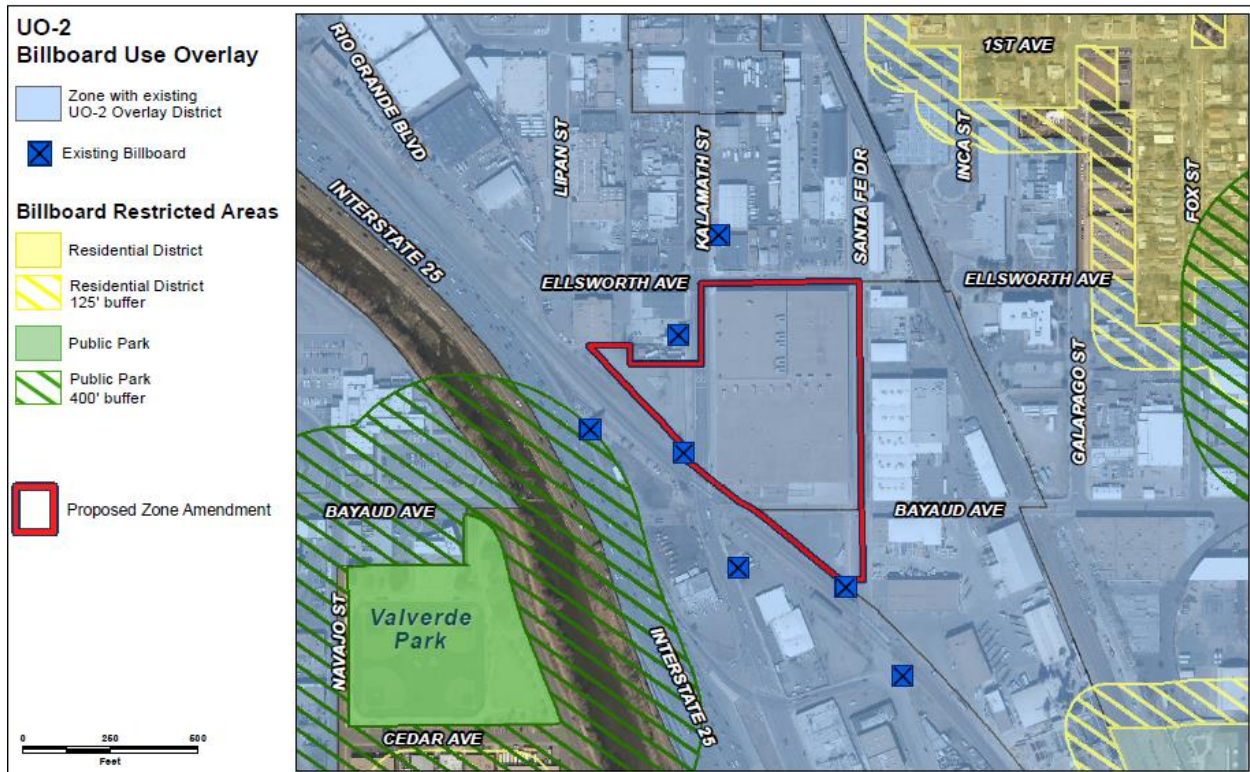 UO-2
Billboard Use Overlay
Zone with existing
UO-2 Overlay District
Existing Billboard
Billboard Restricted Areas
Residential District
Residential District
125' buffer
Public Park
Public Park
400' buffer
Proposed Zone Amendment
0 250 500
Feet
RIO GRANDE BLVD
INTERSTATE 25
LIPAN ST
KALAMATH ST
SANTA FE DR
INCA ST
1ST AVE
FOX ST
ELLSWORTH AVE
ELLSWORTH AVE
GALAPAGO ST
BAYAUD AVE
BAYAUD AVE
NAVAJO ST
Valverde
Park
INTERSTATE 25
CEDAR AVE